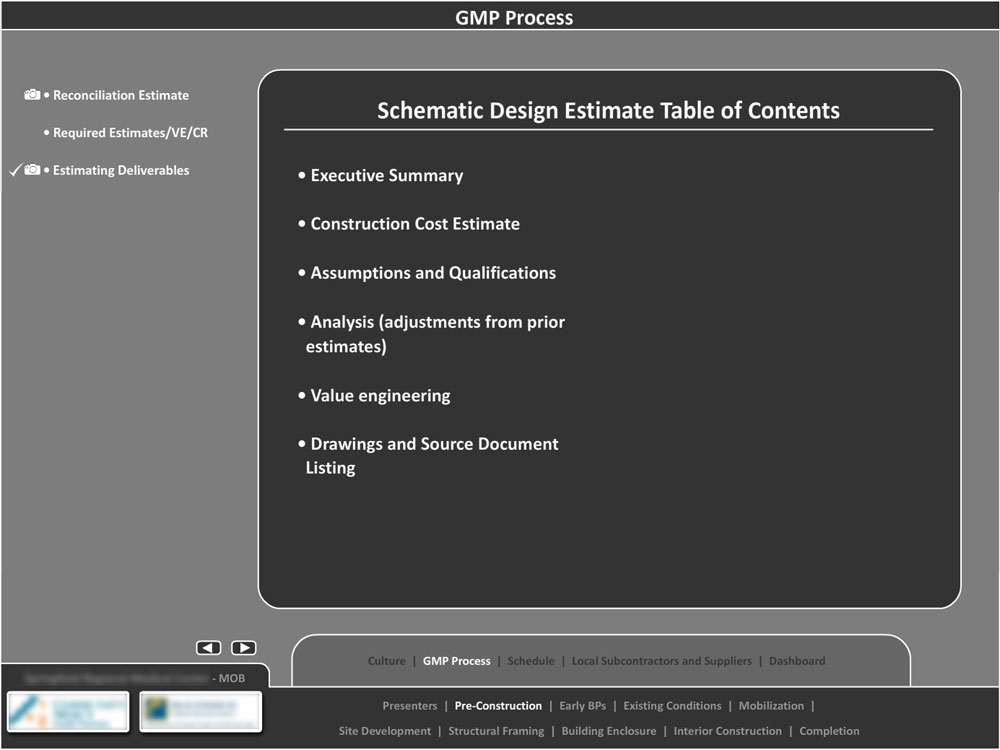 GMP Process
• Reconciliation Estimate
• Required Estimates/VE/CR
• Estimating Deliverables
Schematic Design Estimate Table of Contents
• Executive Summary
• Construction Cost Estimate
• Assumptions and Qualifications
• Analysis (adjustments from prior
estimates)
• Value engineering
• Drawings and Source Document
Listing
Culture | GMP Process | Schedule | Local Subcontractors and Suppliers | Dashboard
- MOB
Presenters | Pre-Construction | Early BPs | Existing Conditions | Mobilization |
Site Development | Structural Framing | Building Enclosure | Interior Construction | Completion